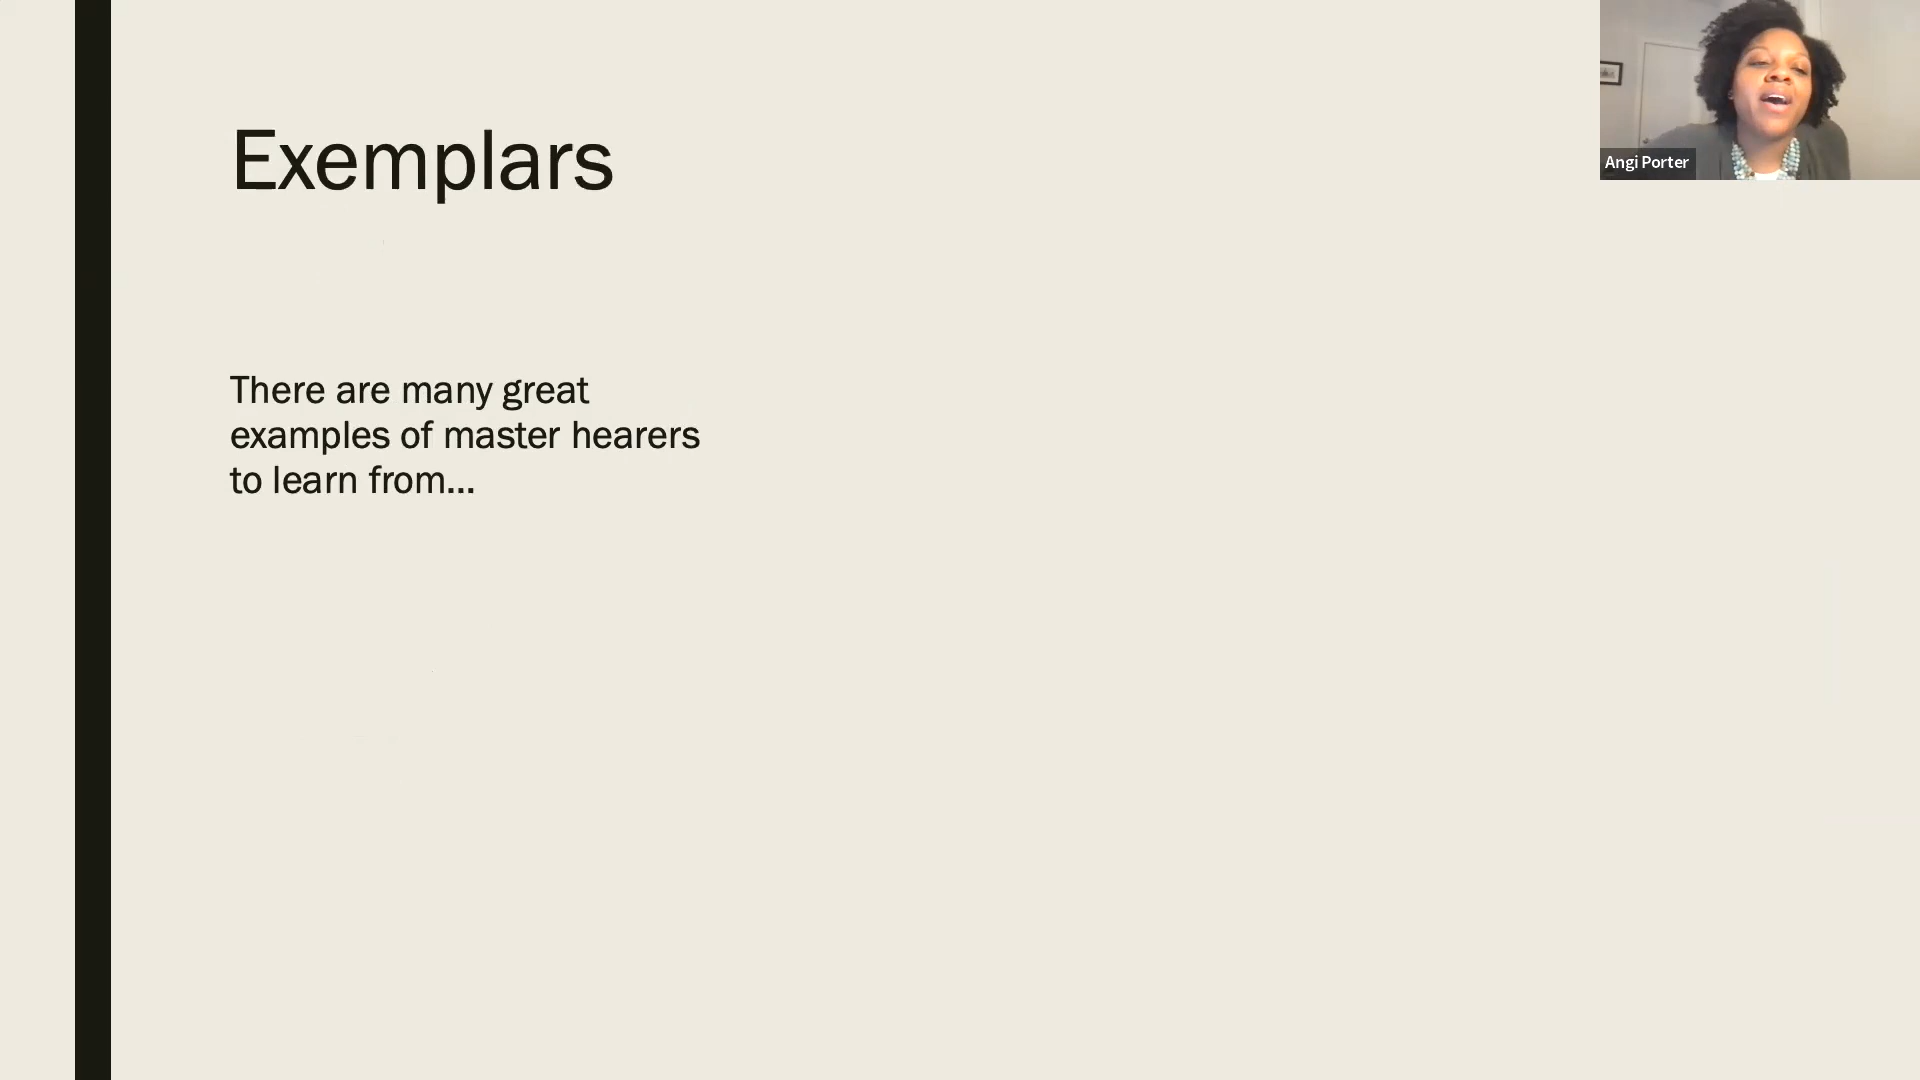 Exemplars
There are many great
examples of master hearers
to learn from...
Angi Porter